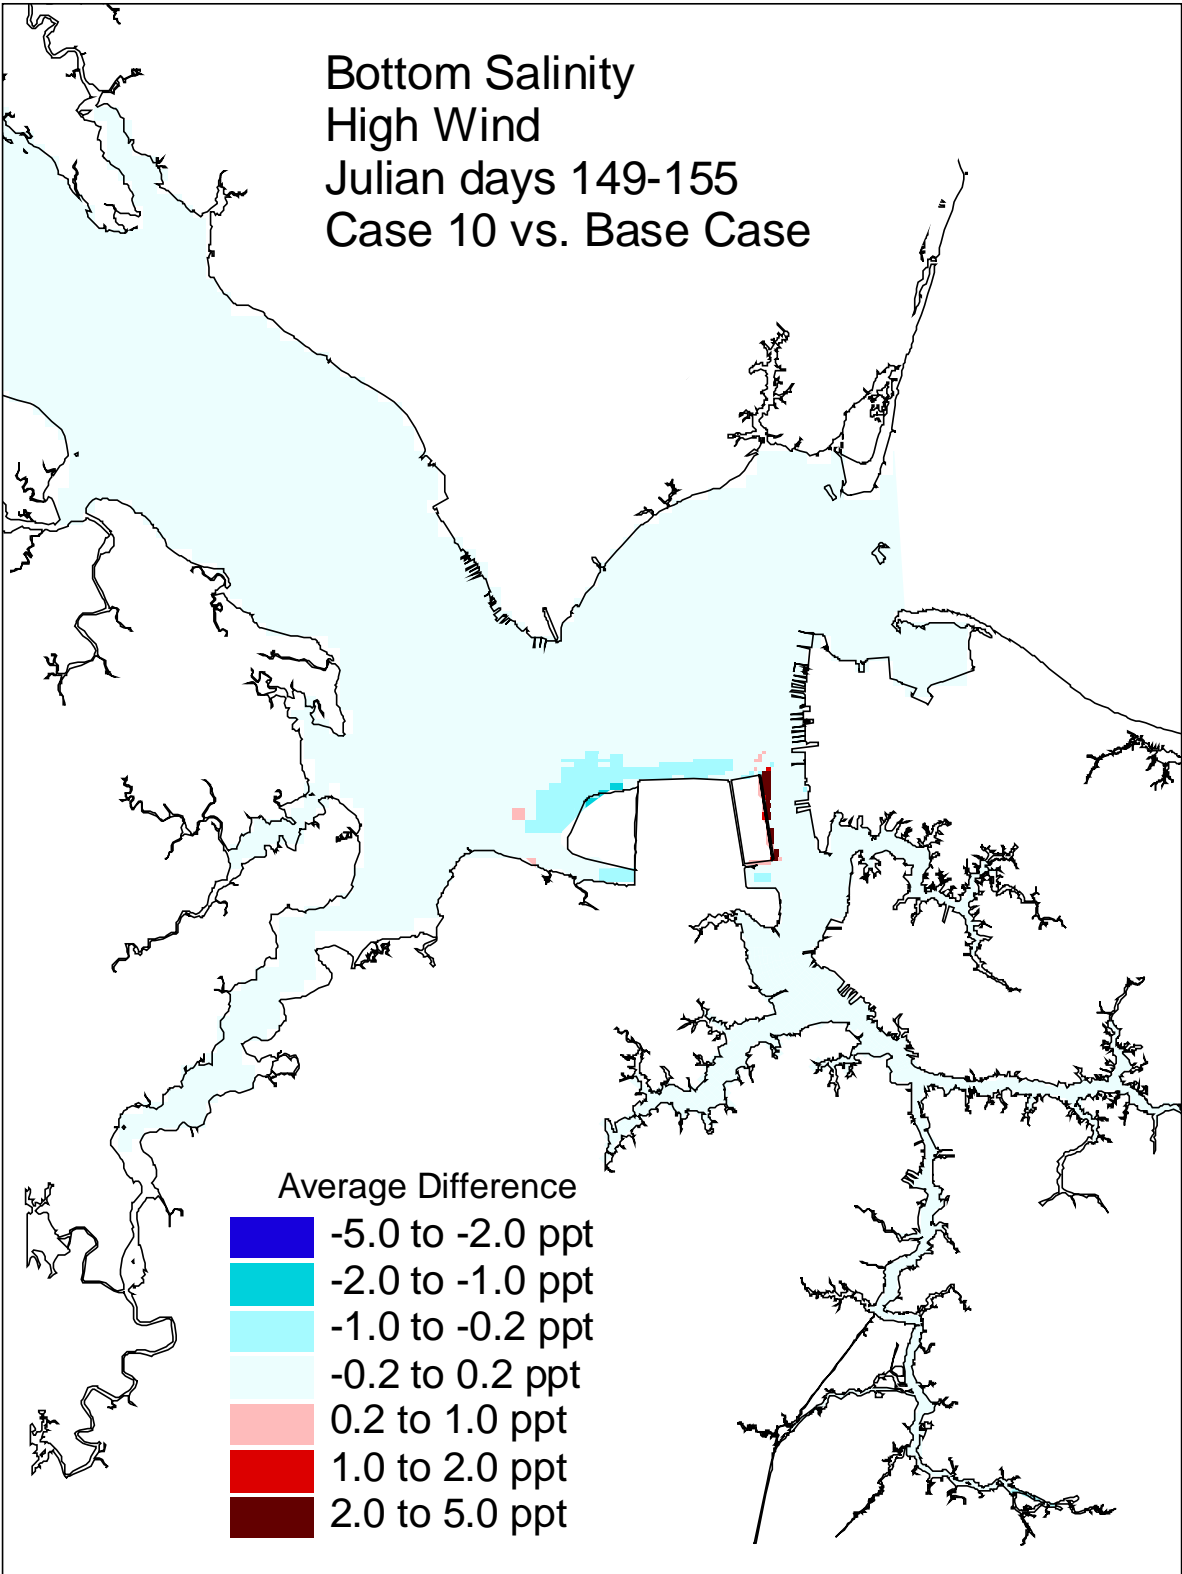 Bottom Salinity
High Wind
Julian days 149-155
Case 10 vs. Base Case
Average Difference
-5.0 to -2.0 ppt
-2.0 to -1.0 ppt
-1.0 to -0.2 ppt
-0.2 to 0.2 ppt
0.2 to 1.0 ppt
1.0 to 2.0 ppt
2.0 to 5.0 ppt